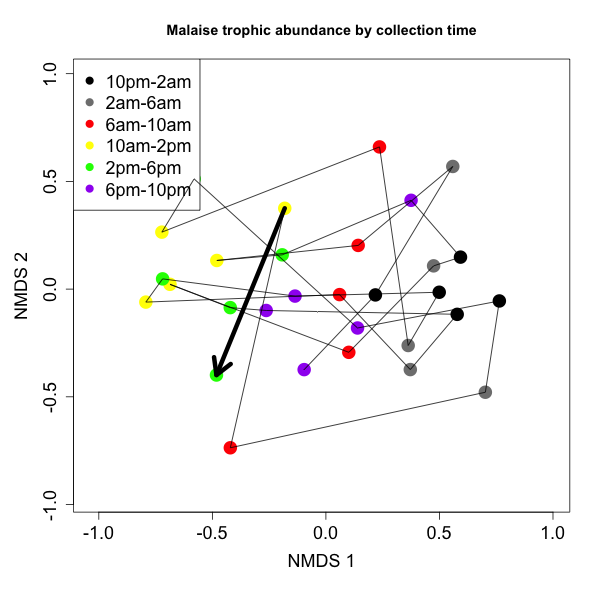 Malaise trophic abundance by collection time
10pm-2am
2am-6am
6am-10am
10am-2pm
2pm-6pm
6pm-10pm
1.0
0.5
0.0
-0.5
-1.0
NMDS 2
-1.0 -0.5 0.0 0.5 1.0
NMDS 1